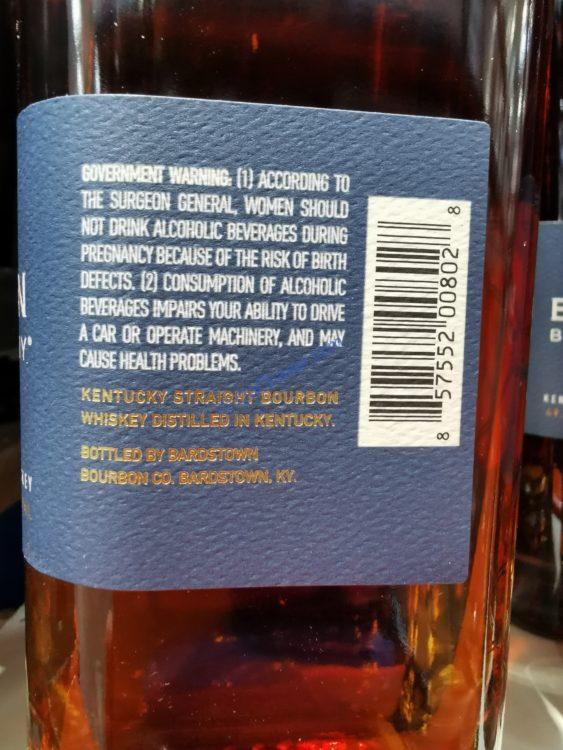 GOVERNMENT WARNING: (1) ACCORDING TO
THE SURGEON GENERAL, WOMEN SHOULD
NOT DRINK ALCOHOLIC BEVERAGES DURING
PREGNANCY BECAUSE OF THE RISK OF BIRTH
DEFECTS. (2) CONSUMPTION OF ALCOHOLIC
BEVERAGES IMPAIRS YOUR ABILITY TO DRIVE
A CAR OR OPERATE MACHINERY, AND MAY
CAUSE HEALTH PROBLEMS.
KENTUCKY STRAIGHT BOURBON
WHISKEY DISTILLED IN KENTUCKY.
BOTTLED BY BARDSTOWN
BOURBON CO. BARDSTOWN, KY.
8 57552 00802 8